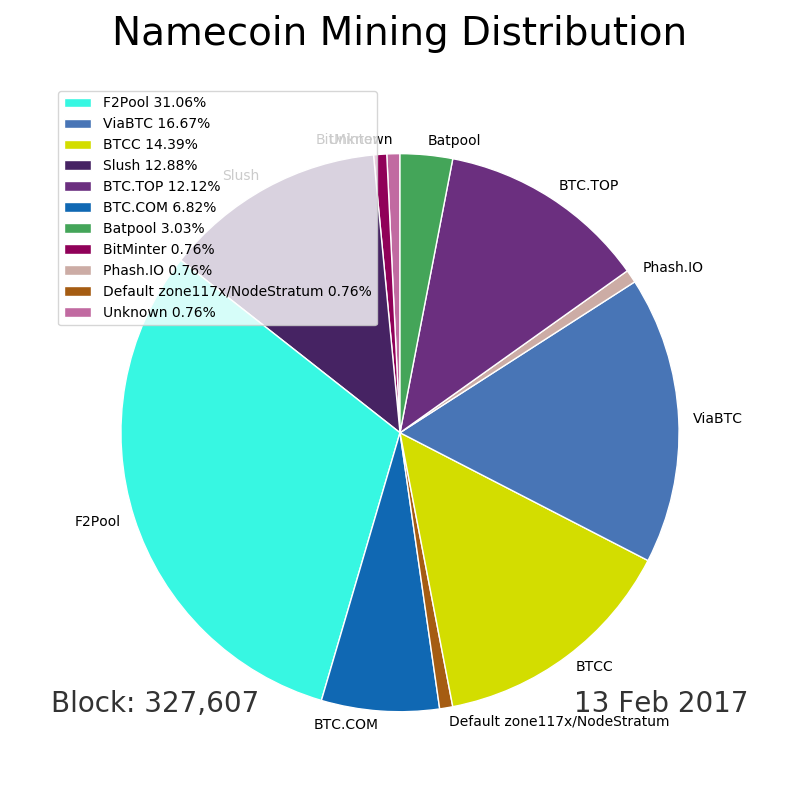 Namecoin Mining Distribution
F2Pool 31.06%
ViaBTC 16.67%
BTCC 14.39%
Slush 12.88%
BTC.TOP 12.12%
BTC.COM 6.82%
Batpool 3.03%
BitMinter 0.76%
Phash.IO 0.76%
Default zone117x/NodeStratum 0.76%
Unknown 0.76%
BitMinter
Unknown
Batpool
Slush
BTC.TOP
Phash.IO
ViaBTC
F2Pool
BTCC
Block: 327,607
13 Feb 2017
BTC.COM
Default zone117x/NodeStratum